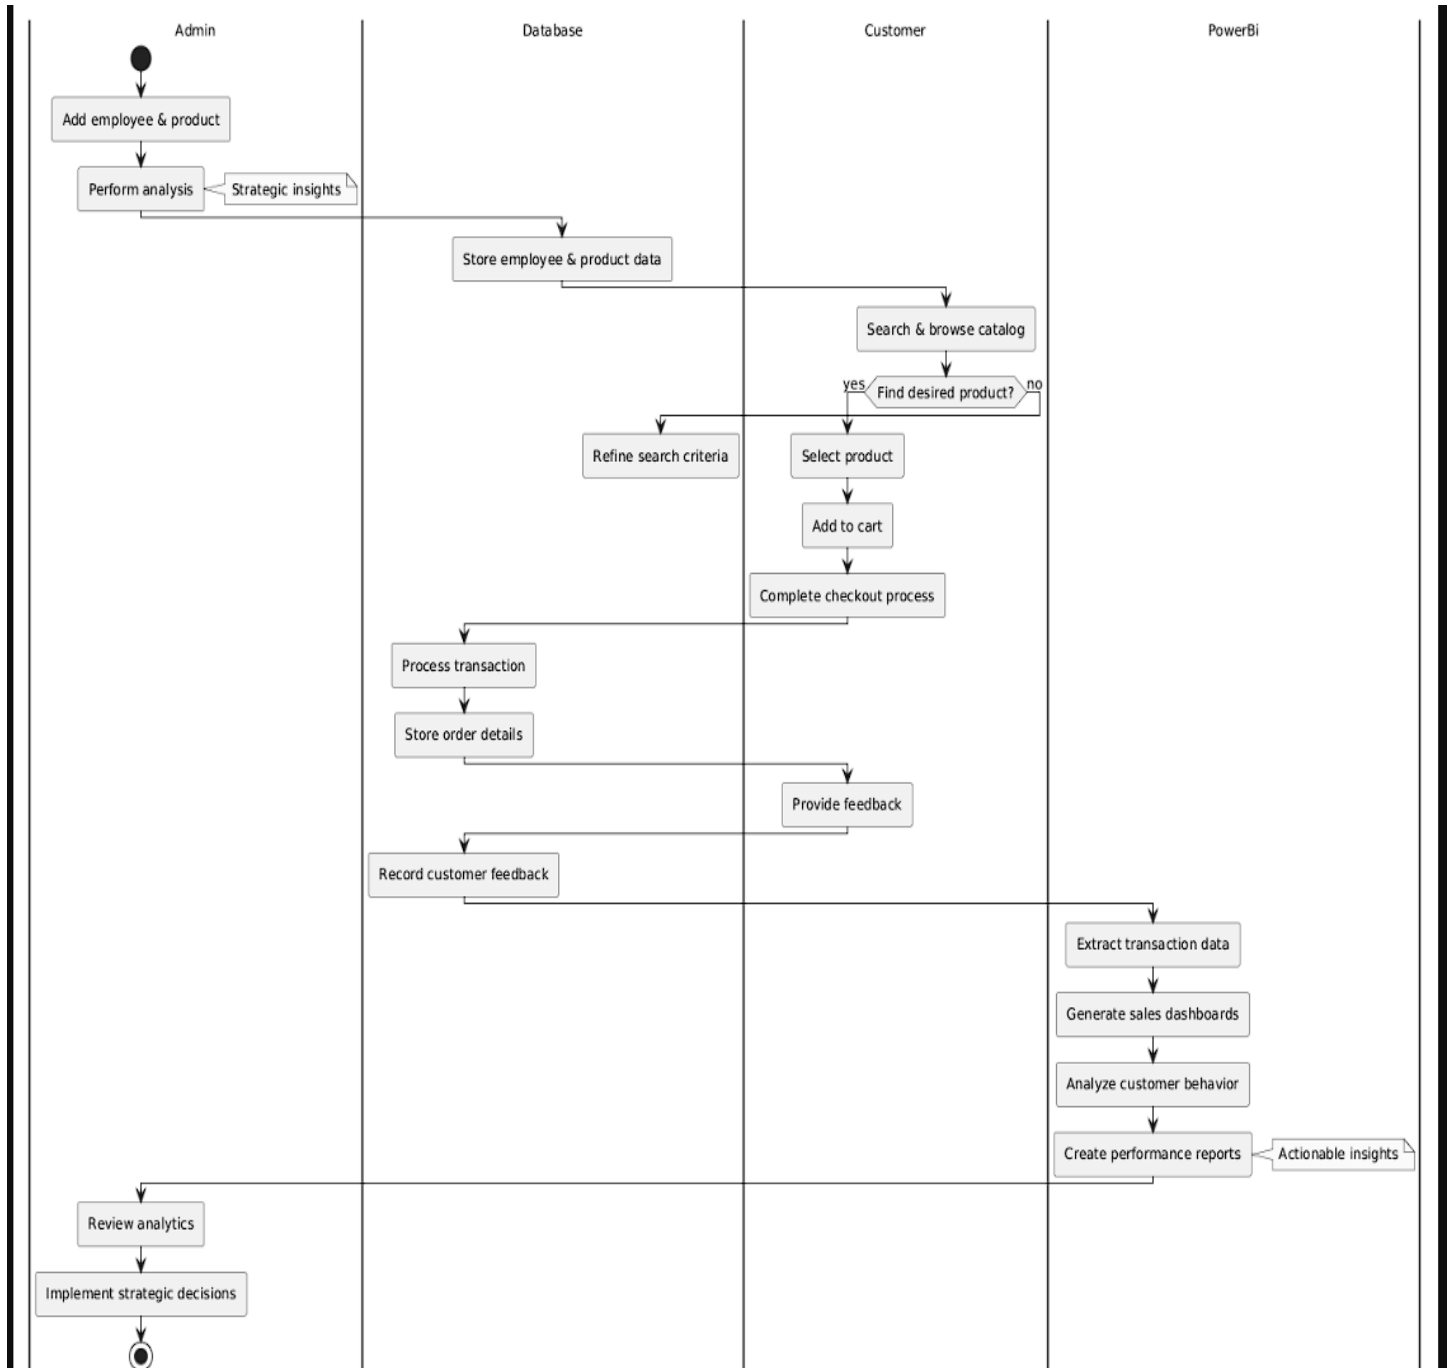 Admin
Database
Customer
PowerBi
Add employee & product
Perform analysis
Strategic insights
Store employee & product data
Search & browse catalog
yes
Find desired product?
no
Refine search criteria
Select product
Add to cart
Complete checkout process
Process transaction
Store order details
Provide feedback
Record customer feedback
Extract transaction data
Generate sales dashboards
Analyze customer behavior
Create performance reports
Actionable insights
Review analytics
Implement strategic decisions